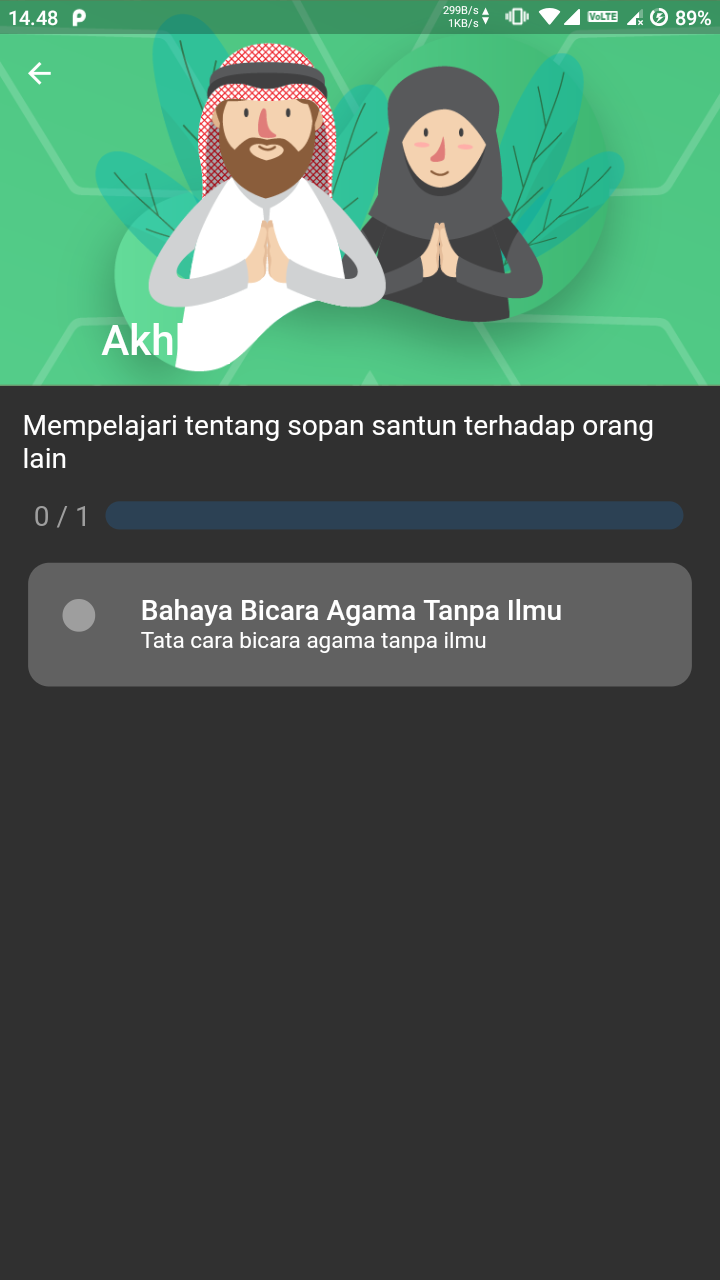 14.48
299B/s
1KB/s
VoLTE
89%
Akh
Mempelajari tentang sopan santun terhadap orang
lain
0 / 1
Bahaya Bicara Agama Tanpa Ilmu
Tata cara bicara agama tanpa ilmu